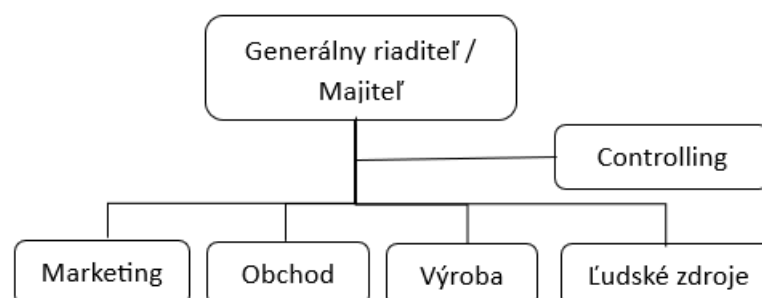 Generálny riaditeľ /
Majiteľ
Controlling
Marketing
Obchod
Výroba
Ľudské zdroje